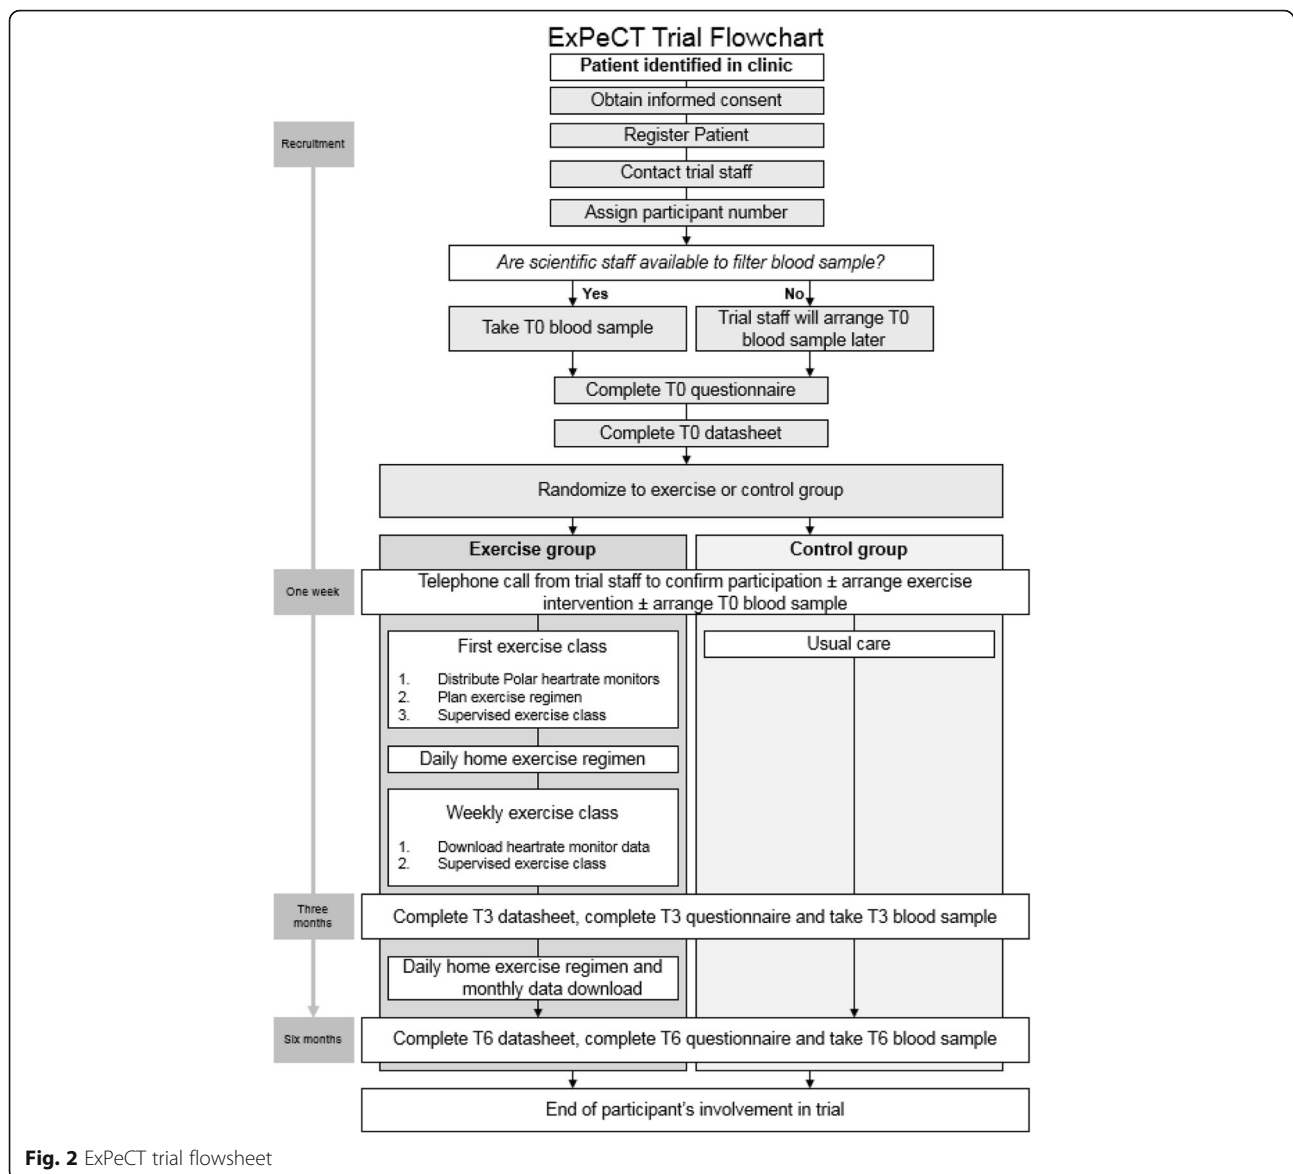 ExPeCT Trial Flowchart
Patient identified in clinic
Obtain informed consent
Recruitment
Register Patient
Contact trial staff
Assign participant number
Are scientific staff available to filter blood sample?
Yes
No
Take T0 blood sample
Trial staff will arrange T0
blood sample later
Complete T0 questionnaire
Complete T0 datasheet
Randomize to exercise or control group
Exercise group
Control group
One week
Telephone call from trial staff to confirm participation ± arrange exercise
intervention ± arrange T0 blood sample
First exercise class
1. Distribute Polar heartrate monitors
2. Plan exercise regimen
3. Supervised exercise class
Usual care
Daily home exercise regimen
Weekly exercise class
1. Download heartrate monitor data
2. Supervised exercise class
Three
months
Complete T3 datasheet, complete T3 questionnaire and take T3 blood sample
Daily home exercise regimen and
monthly data download
Six months
Complete T6 datasheet, complete T6 questionnaire and take T6 blood sample
End of participant's involvement in trial
Fig. 2 ExPeCT trial flowsheet